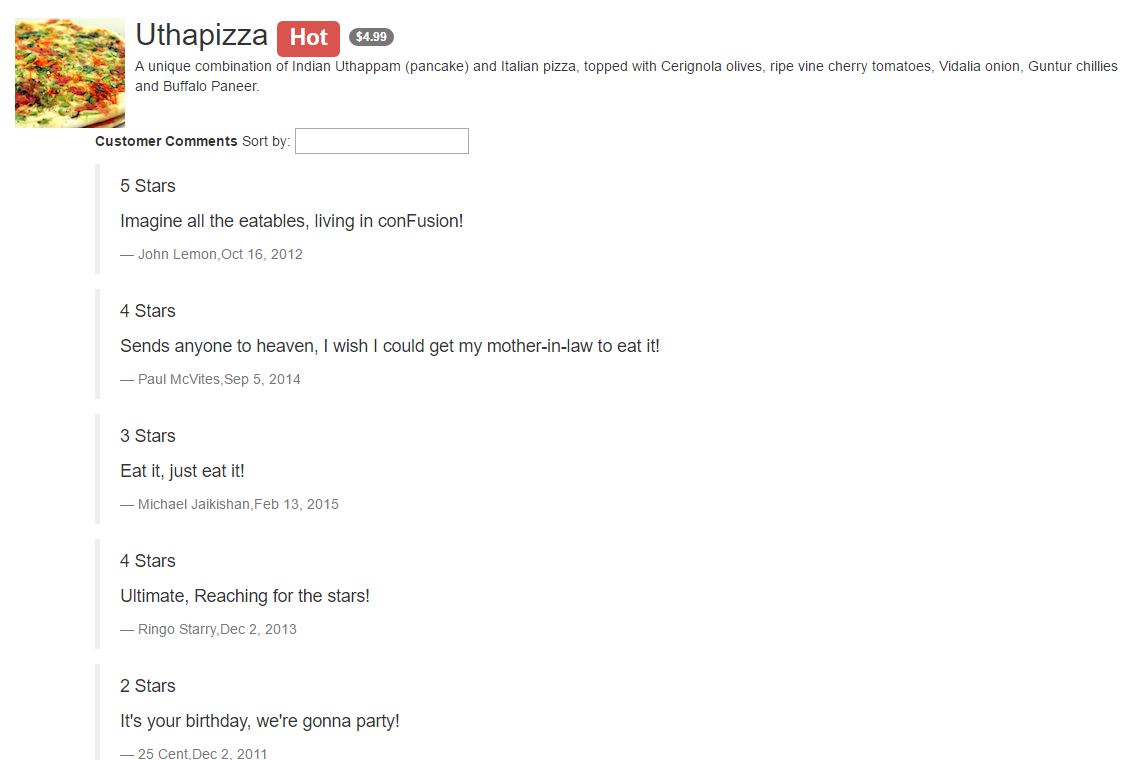 Uthapizza Hot $4.99
A unique combination of Indian Uthappam (pancake) and Italian pizza, topped with Cerignola olives, ripe vine cherry tomatoes, Vidalia onion, Guntur chillies
and Buffalo Paneer.
Customer Comments Sort by:
5 Stars
Imagine all the eatables, living in conFusion!
— John Lemon,Oct 16, 2012
4 Stars
Sends anyone to heaven, I wish I could get my mother-in-law to eat it!
— Paul McVites,Sep 5, 2014
3 Stars
Eat it, just eat it!
— Michael Jaikishan,Feb 13, 2015
4 Stars
Ultimate, Reaching for the stars!
— Ringo Starry,Dec 2, 2013
2 Stars
It's your birthday, we're gonna party!
— 25 Cent,Dec 2, 2011